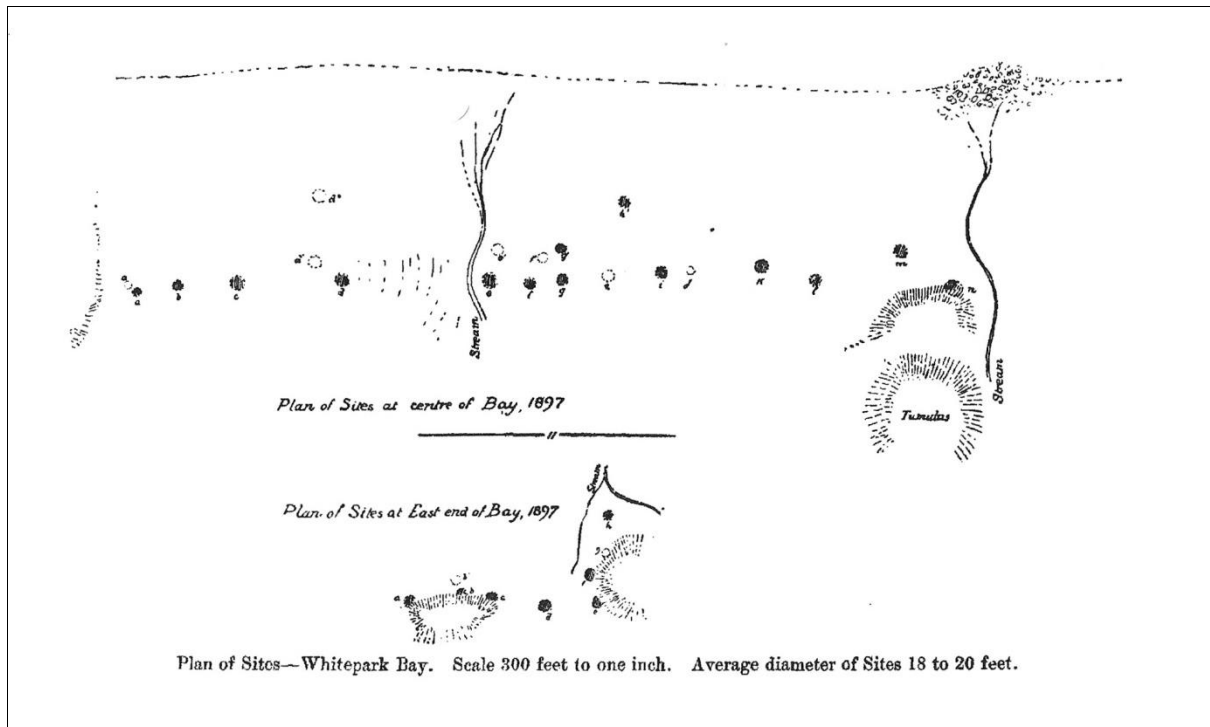 d"
h'
a'
d'
e'
f'
g'
m
a
b
c
d
e
f
g
i
j
K
l
n
Stream
Stream
Plan of Sites at centre of Bay, 1897
Tumulus
Stream
Plan of Sites at East end of Bay, 1897
h
g
b'
a
b
c
d
e
Plan of Sites—Whitepark Bay. Scale 300 feet to one inch. Average diameter of Sites 18 to 20 feet.